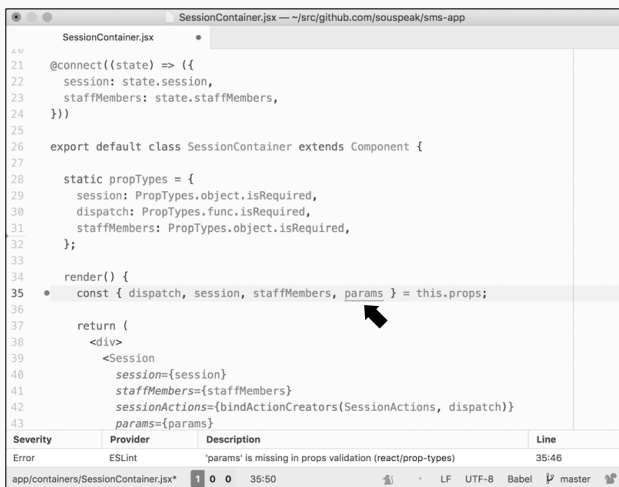 SessionContainer.jsx — ~/src/github.com/souspeak/sms-app
SessionContainer.jsx
20
21 @connect((state) => ({
22 session: state.session,
23 staffMembers: state.staffMembers,
24 }))
25
26 export default class SessionContainer extends Component {
27
28 static propTypes = {
29 session: PropTypes.object.isRequired,
30 dispatch: PropTypes.func.isRequired,
31 staffMembers: PropTypes.object.isRequired,
32 };
33
34 render() {
35 const { dispatch, session, staffMembers, params } = this.props;
36
37 return (
38 <div>
39 <Session
40 session={session}
41 staffMembers={staffMembers}
42 sessionActions={bindActionCreators(SessionActions, dispatch)}
43 params={params}
Severity Provider Description Line
Error ESLint 'params' is missing in props validation (react/prop-types) 35:46
app/containers/SessionContainer.jsx* 1 0 0 35:50 LF UTF-8 Babel master